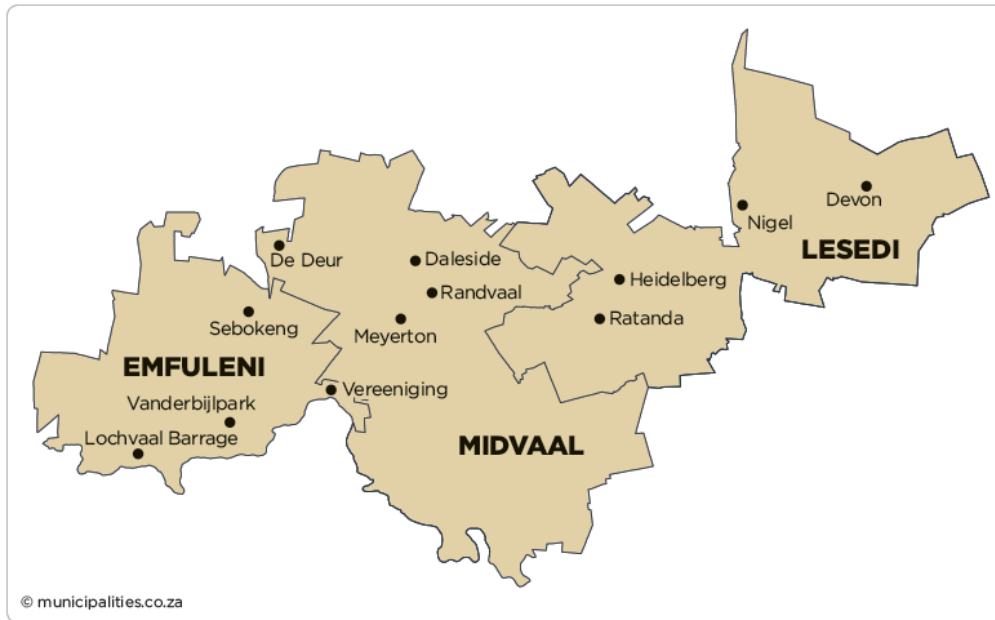 Devon
Nigel
LESEDI
De Deur
Daleside
Heidelberg
Randvaal
Sebokeng
Meyerton
Ratanda
EMFULENI
Vereeniging
Vanderbijlpark
Lochvaal Barrage
MIDVAAL
© municipalities.co.za